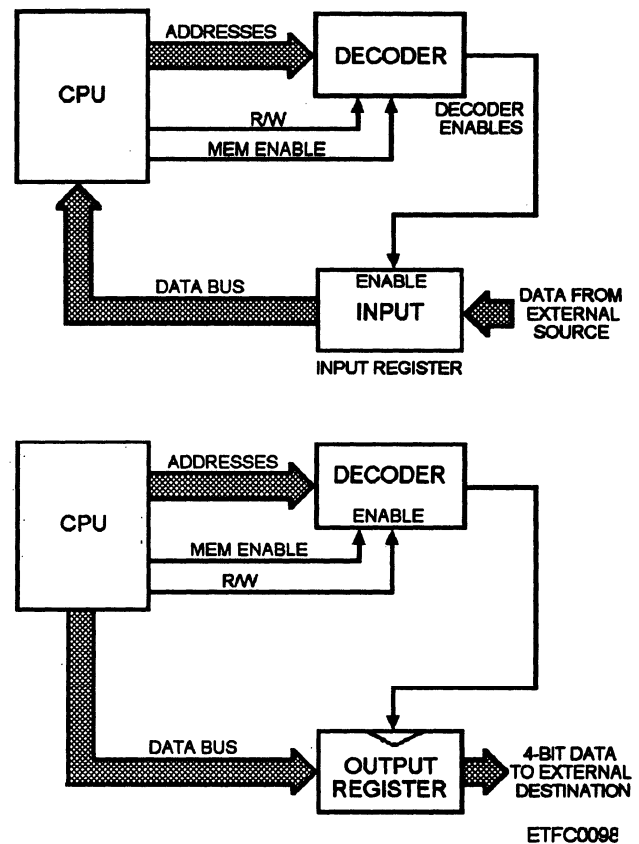 ADDRESSES
DECODER
CPU
R/W
MEM ENABLE
DECODER
ENABLES
DATA BUS
ENABLE
INPUT
DATA FROM
EXTERNAL
SOURCE
INPUT REGISTER
ADDRESSES
DECODER
ENABLE
CPU
MEM ENABLE
R/W
DATA BUS
OUTPUT
REGISTER
4-BIT DATA
TO EXTERNAL
DESTINATION
ETFC0098